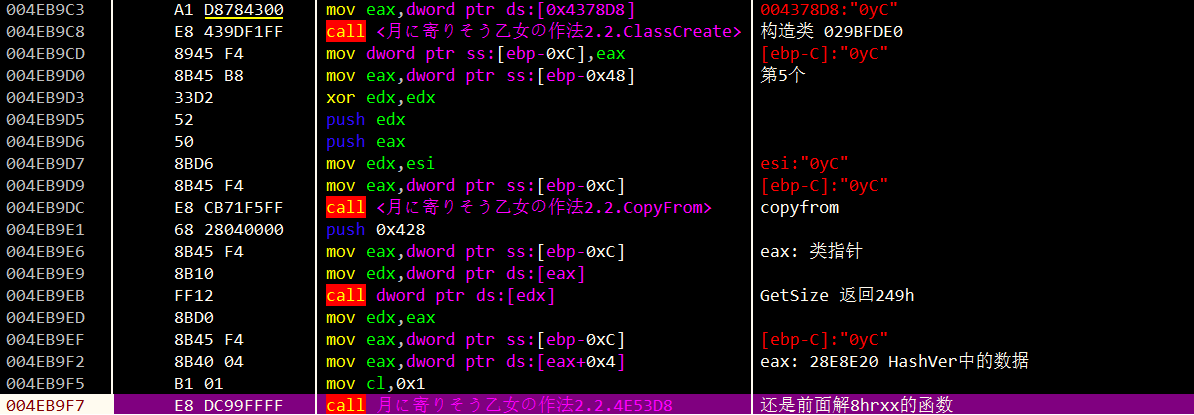 004EB9C3 A1 D8784300 mov eax,dword ptr ds:[0x4378D8] 004378D8:"0yC"
004EB9C8 E8 439DF1FF call <月に寄りそう乙女の作法2.2.ClassCreate> 构造类 029BFDE0
004EB9CD 8945 F4 mov dword ptr ss:[ebp-0xC],eax [ebp-C]:"0yC"
004EB9D0 8B45 B8 mov eax,dword ptr ss:[ebp-0x48] 第5个
004EB9D3 33D2 xor edx,edx
004EB9D5 52 push edx
004EB9D6 50 push eax
004EB9D7 8BD6 mov edx,esi esi:"0yC"
004EB9D9 8B45 F4 mov eax,dword ptr ss:[ebp-0xC] [ebp-C]:"0yC"
004EB9DC E8 CB71F5FF call <月に寄りそう乙女の作法2.2.CopyFrom> copyfrom
004EB9E1 68 28040000 push 0x428
004EB9E6 8B45 F4 mov eax,dword ptr ss:[ebp-0xC] eax: 类指针
004EB9E9 8B10 mov edx,dword ptr ds:[eax]
004EB9EB FF12 call dword ptr ds:[edx] GetSize 返回249h
004EB9ED 8BD0 mov edx,eax
004EB9EF 8B45 F4 mov eax,dword ptr ss:[ebp-0xC] [ebp-C]:"0yC"
004EB9F2 8B40 04 mov eax,dword ptr ds:[eax+0x4] eax: 28E8E20 HashVer中的数据
004EB9F5 B1 01 mov cl,0x1
004EB9F7 E8 DC99FFFF call 月に寄りそう乙女の作法2.2.4E53D8 还是前面解8hrxx的函数